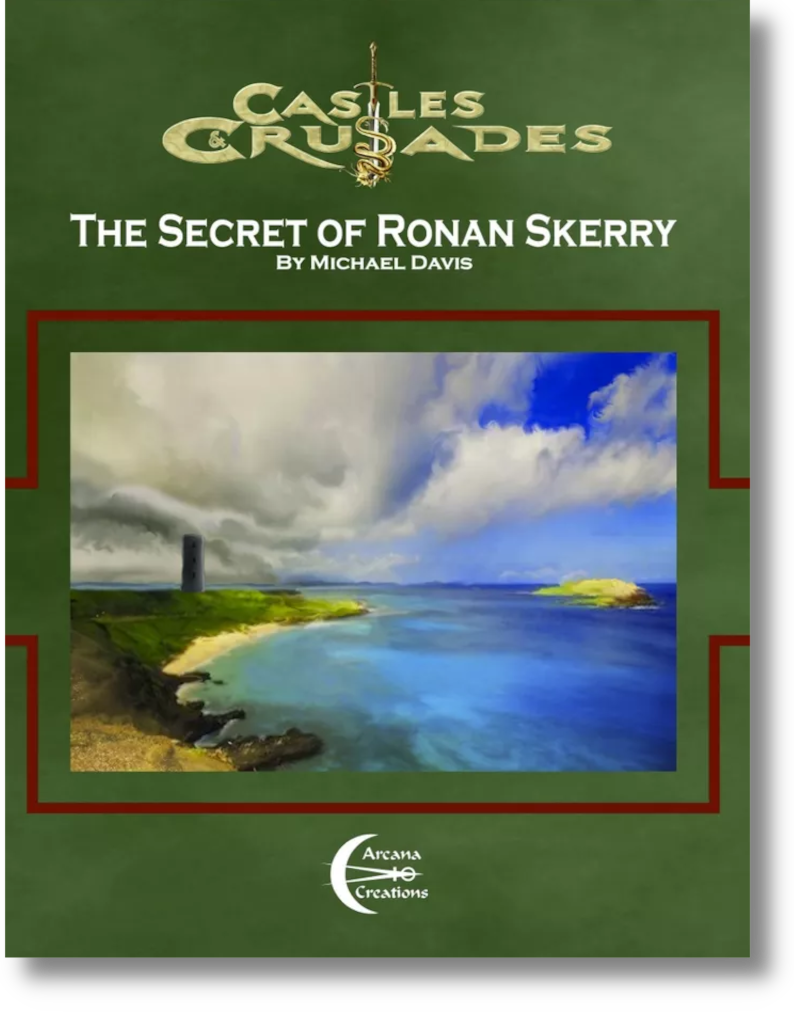 CASTLES
& CRUSADES
THE SECRET OF RONAN SKERRY
BY MICHAEL DAVIS
Arcana
Creations